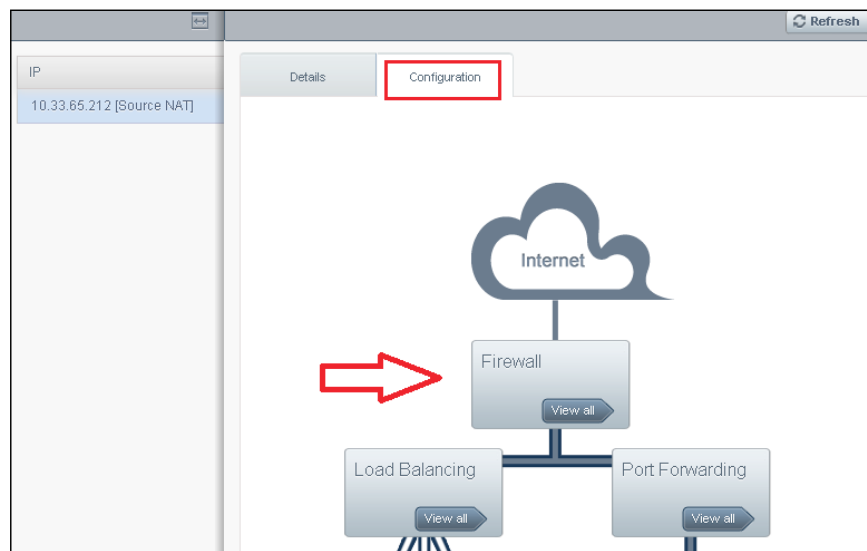 Refresh
IP
10.33.65.212 [Source NAT]
Details
Configuration
Internet
Firewall
View all
Load Balancing
View all
Port Forwarding
View all